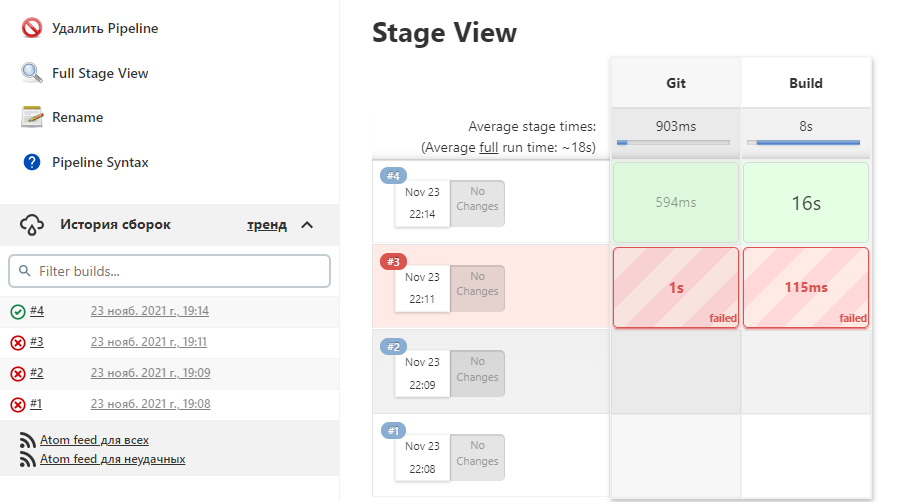 Удалить Pipeline
Full Stage View
Rename
Pipeline Syntax
История сборок
тренд
Filter builds...
#4 23 нояб. 2021 г., 19:14
#3 23 нояб. 2021 г., 19:11
#2 23 нояб. 2021 г., 19:09
#1 23 нояб. 2021 г., 19:08
Atom feed для всех
Atom feed для неудачных
Stage View
Git
Build
Average stage times:
903ms
8s
(Average full run time: ~18s)
#4
Nov 23
22:14
No
Changes
594ms
16s
#3
Nov 23
22:11
No
Changes
1s
failed
115ms
failed
#2
Nov 23
22:09
No
Changes
#1
Nov 23
22:08
No
Changes